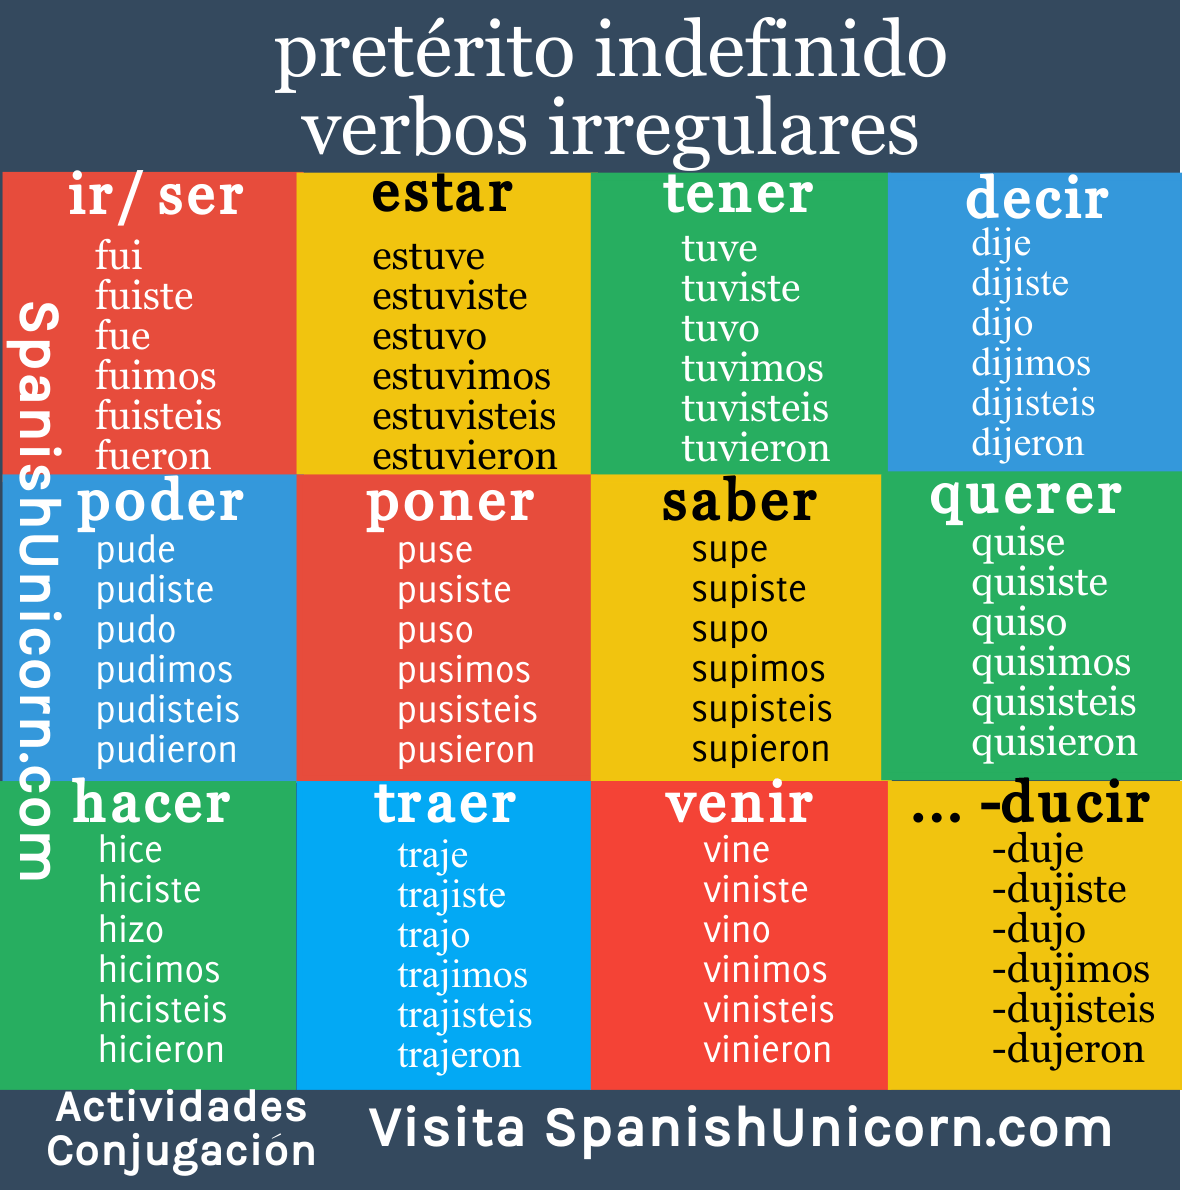 pretérito indefinido
verbos irregulares
ir/ ser
fui
fuiste
fue
fuimos
fuisteis
fueron
estar
estuve
estuviste
estuvo
estuvimos
estuvisteis
estuvieron
tener
tuve
tuviste
tuvo
tuvimos
tuvisteis
tuvieron
decir
dije
dijiste
dijo
dijimos
dijisteis
dijeron
poder
pude
pudiste
pudo
pudimos
pudisteis
pudieron
poner
puse
pusiste
puso
pusimos
pusisteis
pusieron
saber
supe
supiste
supo
supimos
supisteis
supieron
querer
quise
quisiste
quiso
quisimos
quisisteis
quisieron
hacer
hice
hiciste
hizo
hicimos
hicisteis
hicieron
traer
traje
trajiste
trajo
trajimos
trajisteis
trajeron
venir
vine
viniste
vino
vinimos
vinisteis
vinieron
... -ducir
-duje
-dujiste
-dujo
-dujimos
-dujisteis
-dujeron
SpanishUnicorn.com
Actividades
Conjugación
Visita SpanishUnicorn.com